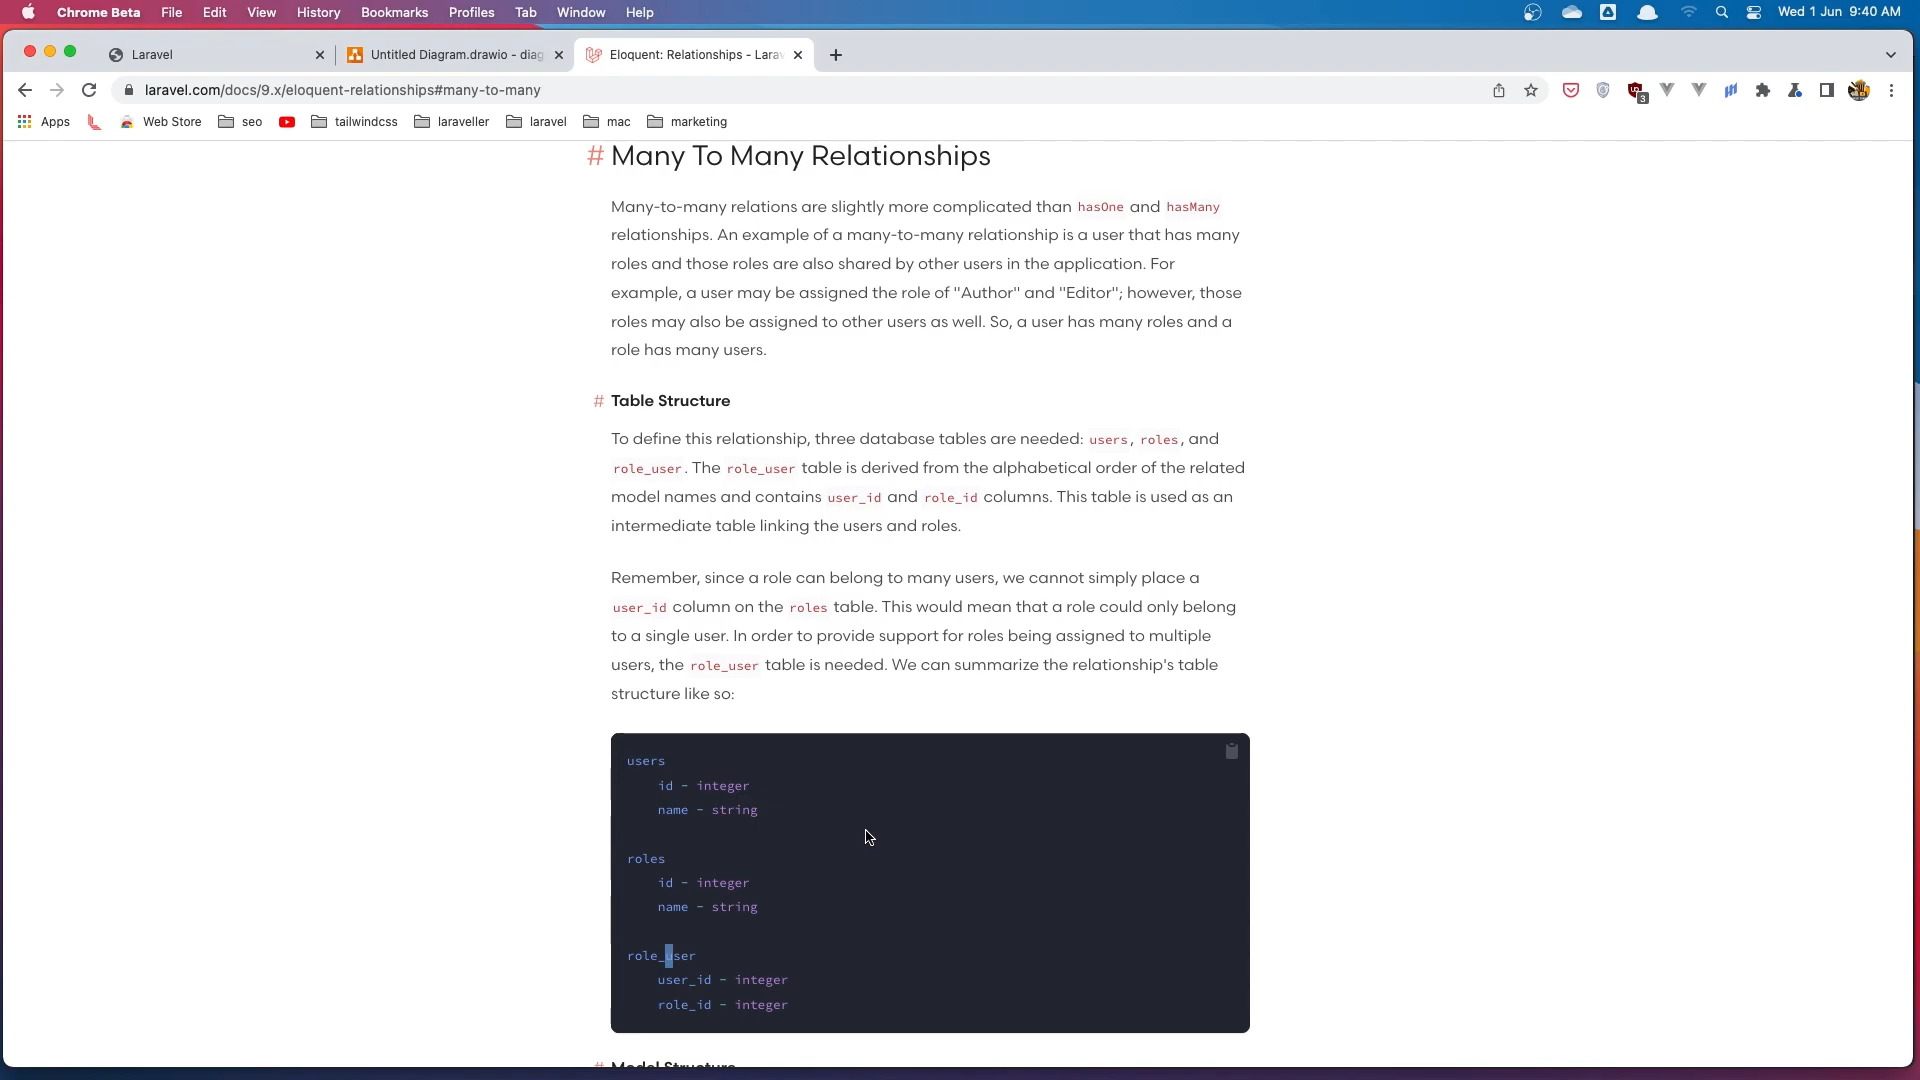 Chrome Beta File Edit View History Bookmarks Profiles Tab Window Help Wed 1 Jun 9:40 AM
Laravel Untitled Diagram.drawio - diag Eloquent: Relationships - Lara
laravel.com/docs/9.x/eloquent-relationships#many-to-many 3
Apps Web Store seo tailwindcss laraveller laravel mac marketing
# Many To Many Relationships
Many-to-many relations are slightly more complicated than hasOne and hasMany
relationships. An example of a many-to-many relationship is a user that has many
roles and those roles are also shared by other users in the application. For
example, a user may be assigned the role of "Author" and "Editor"; however, those
roles may also be assigned to other users as well. So, a user has many roles and a
role has many users.
# Table Structure
To define this relationship, three database tables are needed: users, roles, and
role_user. The role_user table is derived from the alphabetical order of the related
model names and contains user_id and role_id columns. This table is used as an
intermediate table linking the users and roles.
Remember, since a role can belong to many users, we cannot simply place a
user_id column on the roles table. This would mean that a role could only belong
to a single user. In order to provide support for roles being assigned to multiple
users, the role_user table is needed. We can summarize the relationship's table
structure like so:
users
id - integer
name - string
roles
id - integer
name - string
role_user
user_id - integer
role_id - integer
# Model Structure